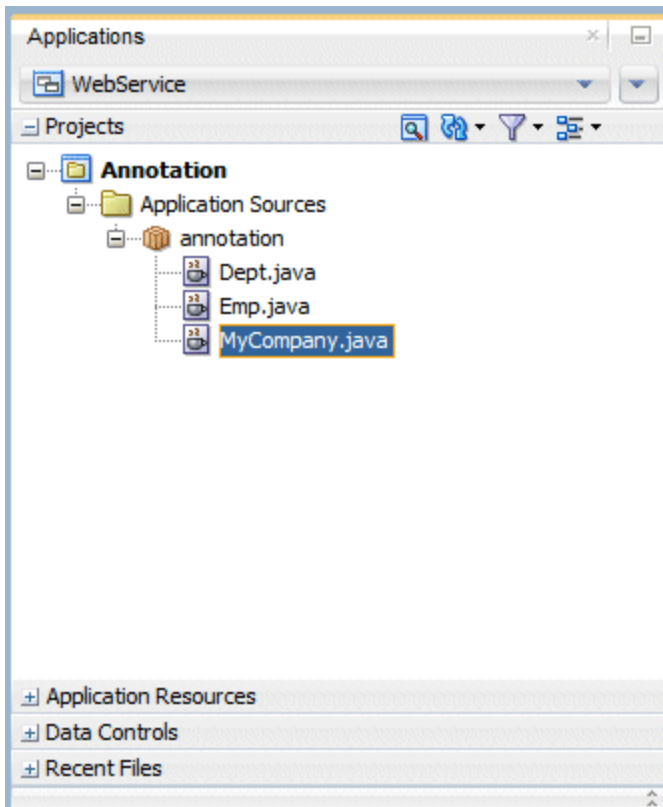 Applications
WebService
Projects
Annotation
Application Sources
annotation
Dept.java
Emp.java
MyCompany.java
Application Resources
Data Controls
Recent Files